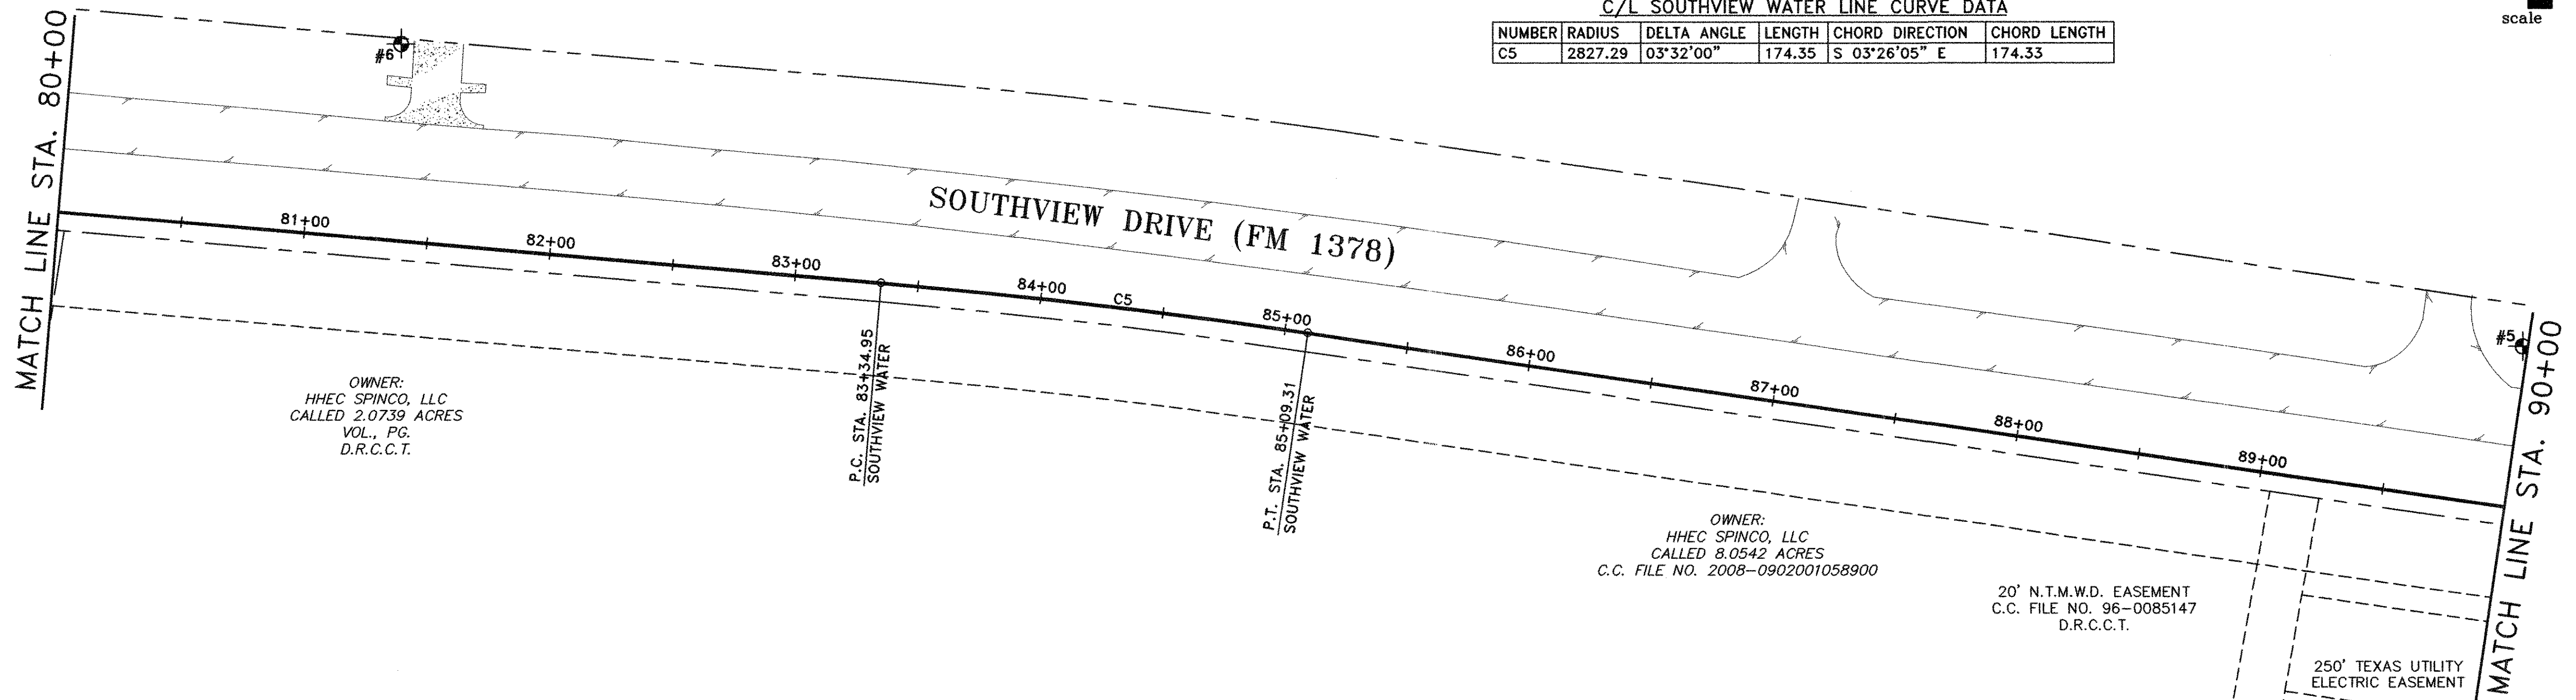 C/L SOUTHVIEW WATER LINE CURVE DATA
NUMBER RADIUS DELTA ANGLE LENGTH CHORD DIRECTION CHORD LENGTH
C5 2827.29 03°32'00" 174.35 S 03°26'05" E 174.33
scale
MATCH LINE STA. 80+00
#6
SOUTHVIEW DRIVE (FM 1378)
81+00
82+00
83+00
84+00
C5
85+00
86+00
87+00
88+00
89+00
#5
MATCH LINE STA. 90+00
P.C. STA. 83+34.95
SOUTHVIEW WATER
P.T. STA. 85+09.31
SOUTHVIEW WATER
OWNER:
HHEC SPINCO, LLC
CALLED 2.0739 ACRES
VOL., PG.
D.R.C.C.T.
OWNER:
HHEC SPINCO, LLC
CALLED 8.0542 ACRES
C.C. FILE NO. 2008-0902001058900
20' N.T.M.W.D. EASEMENT
C.C. FILE NO. 96-0085147
D.R.C.C.T.
250' TEXAS UTILITY
ELECTRIC EASEMENT